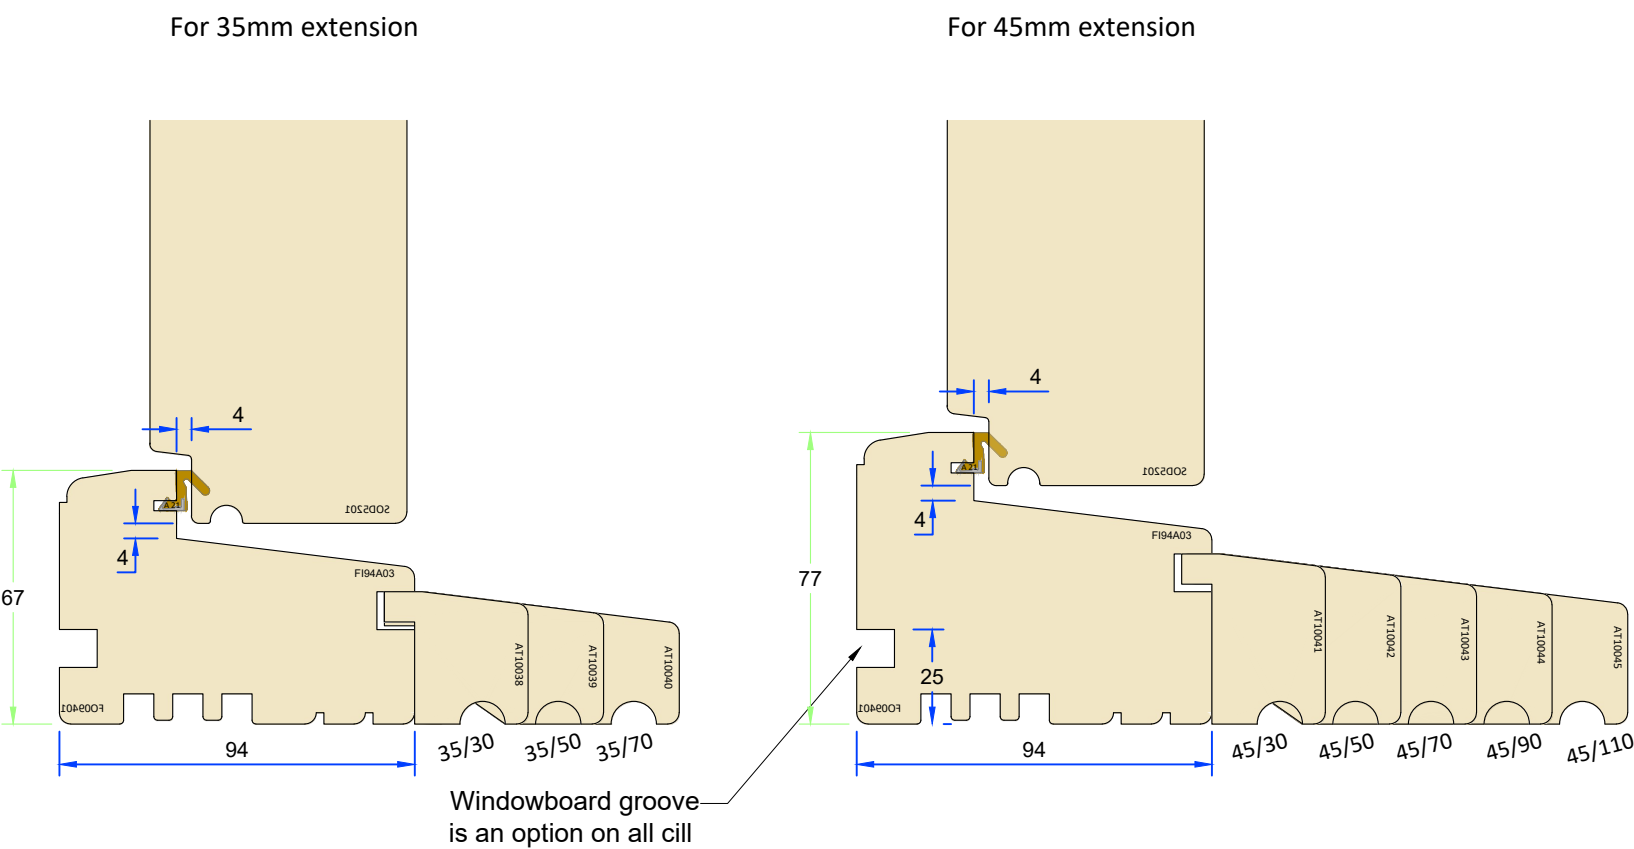 For 35mm extension
For 45mm extension
4
4
67
A 21
SOD5201
FI94A03
FO09401
AT10038
AT10039
AT10040
94
35/30
35/50
35/70
4
4
77
A 21
SOD5201
FI94A03
25
FO09401
AT10041
AT10042
AT10043
AT10044
AT10045
94
45/30
45/50
45/70
45/90
45/110
Windowboard groove
is an option on all cill